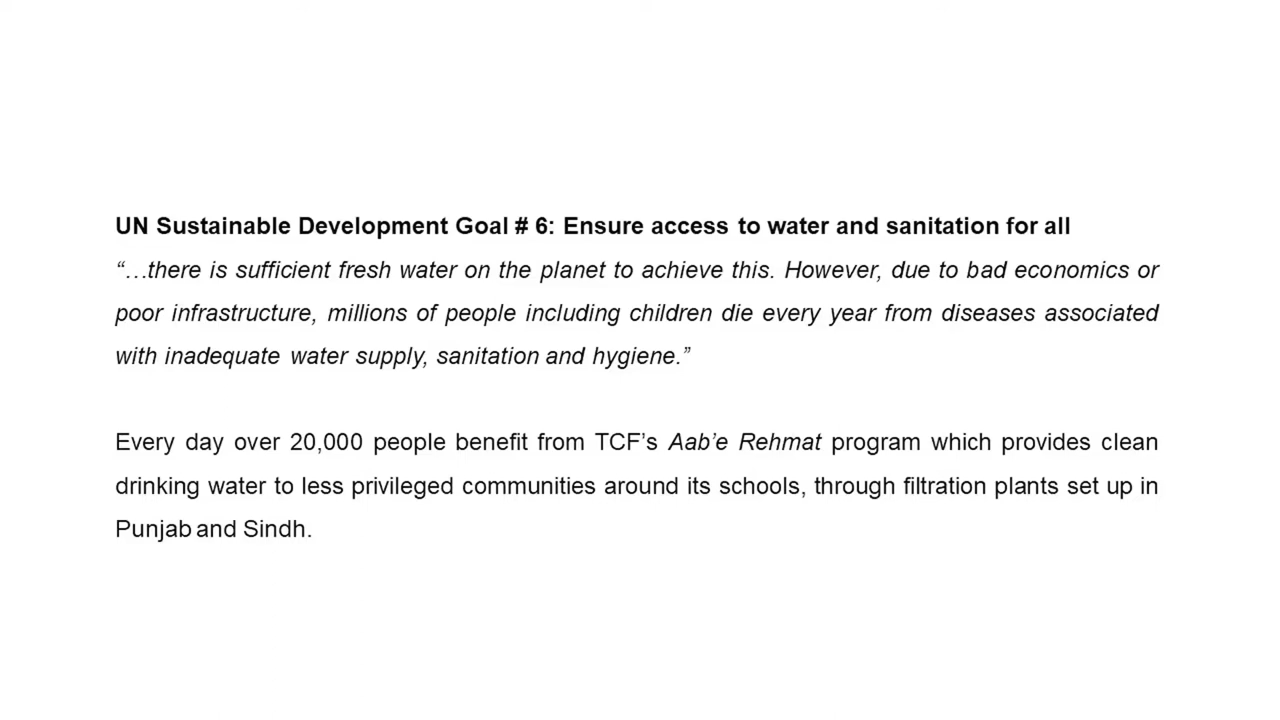 UN Sustainable Development Goal # 6: Ensure access to water and sanitation for all
“…there is sufficient fresh water on the planet to achieve this. However, due to bad economics or
poor infrastructure, millions of people including children die every year from diseases associated
with inadequate water supply, sanitation and hygiene.”
Every day over 20,000 people benefit from TCF’s Aab’e Rehmat program which provides clean
drinking water to less privileged communities around its schools, through filtration plants set up in
Punjab and Sindh.